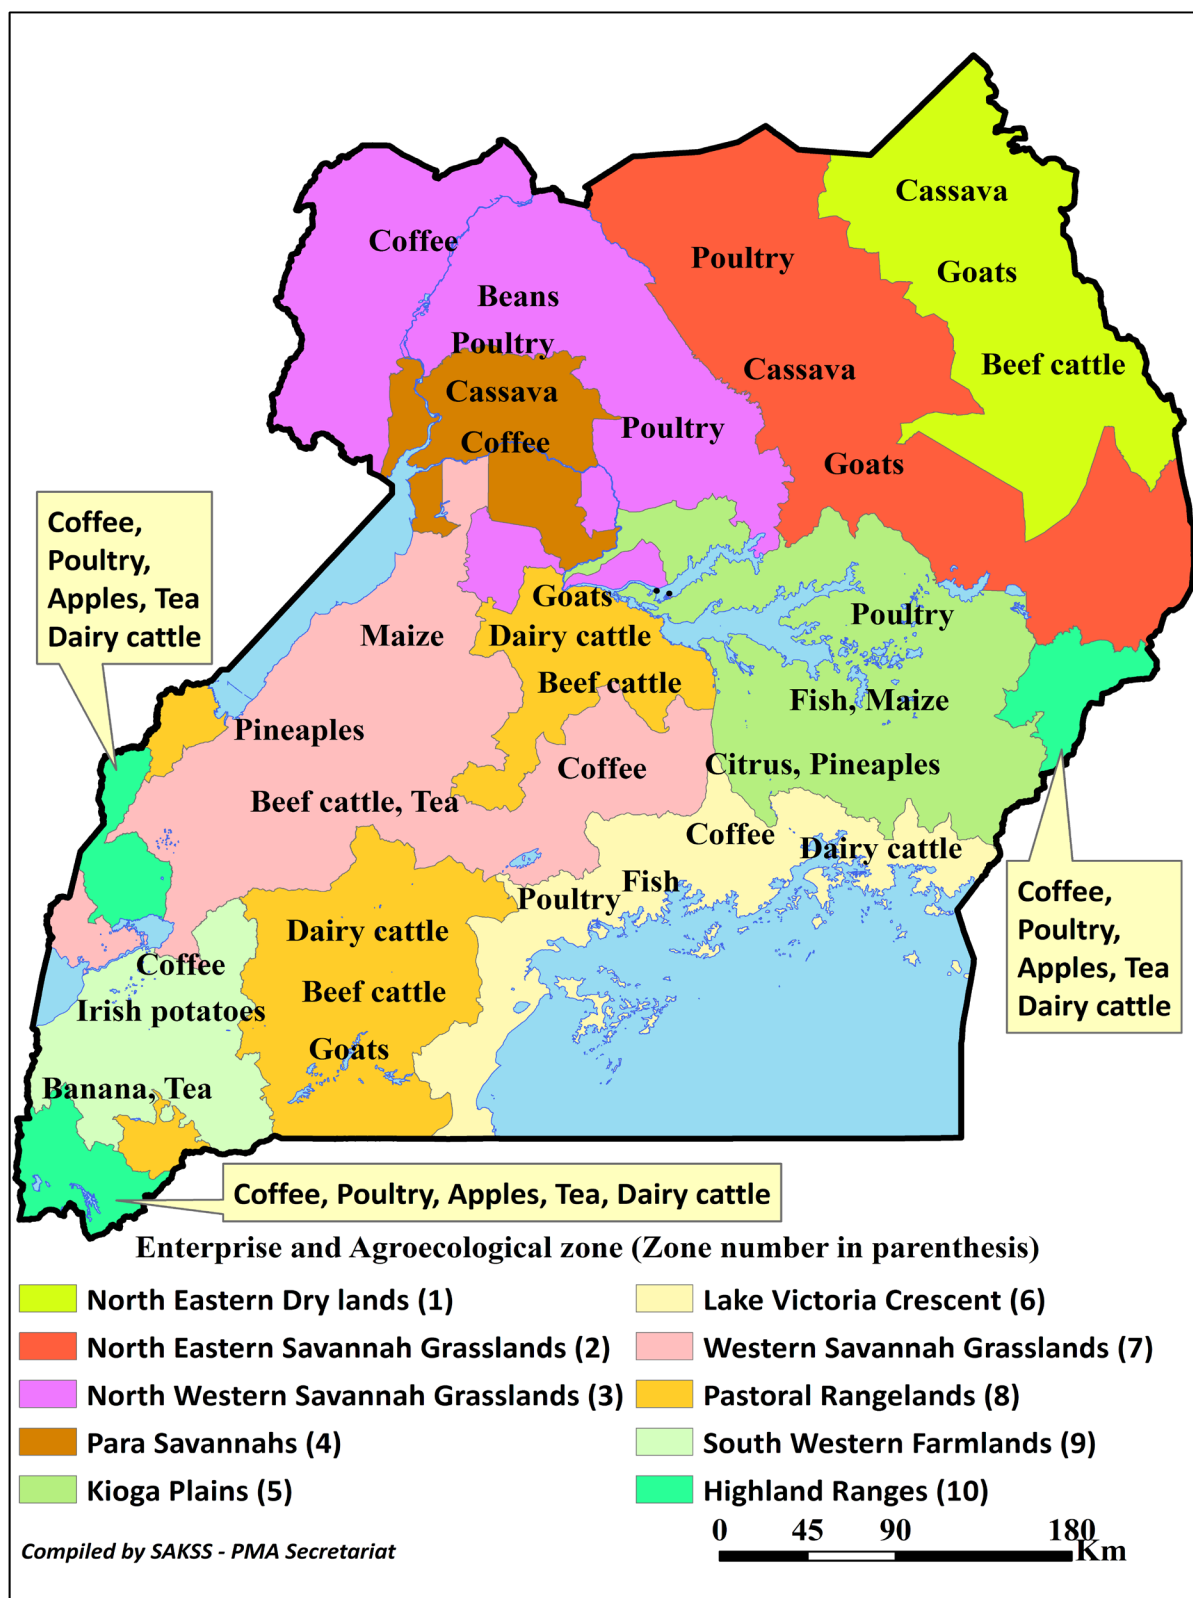 Cassava
Coffee
Poultry
Goats
Beans
Poultry
Beef cattle
Cassava
Cassava
Poultry
Coffee
Goats
Coffee,
Poultry,
Apples, Tea
Dairy cattle
Goats
Poultry
Maize
Dairy cattle
Beef cattle
Fish, Maize
Pineaples
Coffee
Citrus, Pineaples
Beef cattle, Tea
Coffee
Dairy cattle
Fish
Poultry
Coffee,
Poultry,
Apples, Tea
Dairy cattle
Dairy cattle
Coffee
Beef cattle
Irish potatoes
Goats
Banana, Tea
Coffee, Poultry, Apples, Tea, Dairy cattle
Enterprise and Agroecological zone (Zone number in parenthesis)
North Eastern Dry lands (1)
North Eastern Savannah Grasslands (2)
North Western Savannah Grasslands (3)
Para Savannahs (4)
Kioga Plains (5)
Lake Victoria Crescent (6)
Western Savannah Grasslands (7)
Pastoral Rangelands (8)
South Western Farmlands (9)
Highland Ranges (10)
0 45 90 180
Km
Compiled by SAKSS - PMA Secretariat